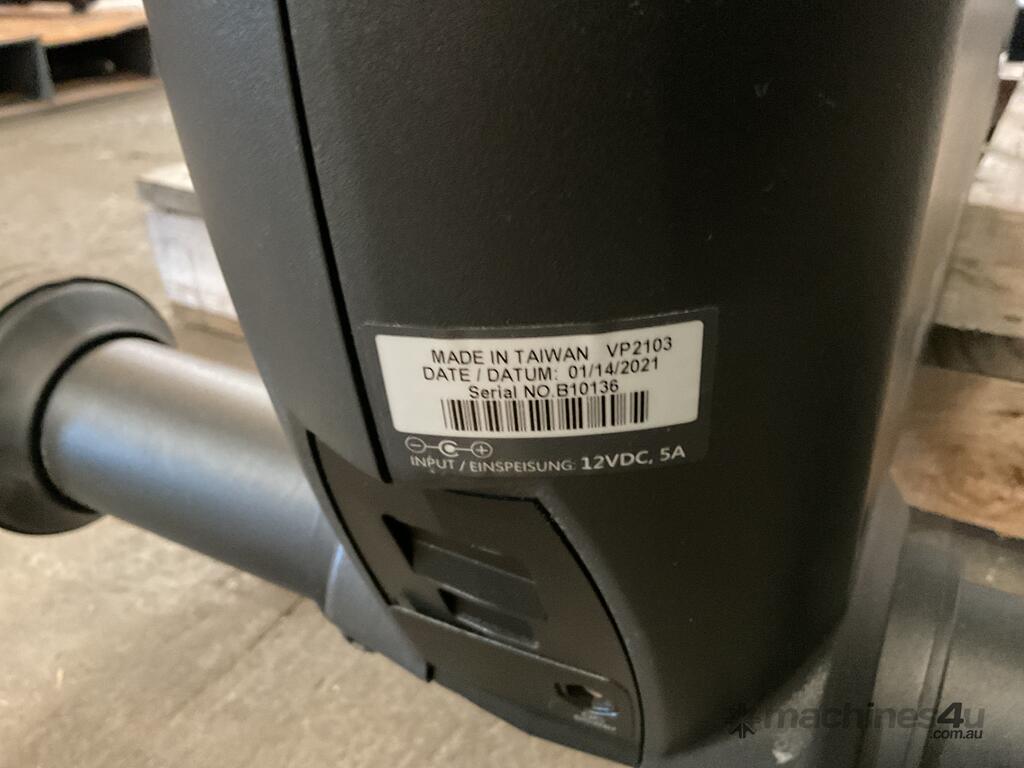 MADE IN TAIWAN VP2103
DATE / DATUM: 01/14/2021
Serial NO.B10136
INPUT / EINSPEISUNG: 12VDC, 5A
machines4u
.com.au